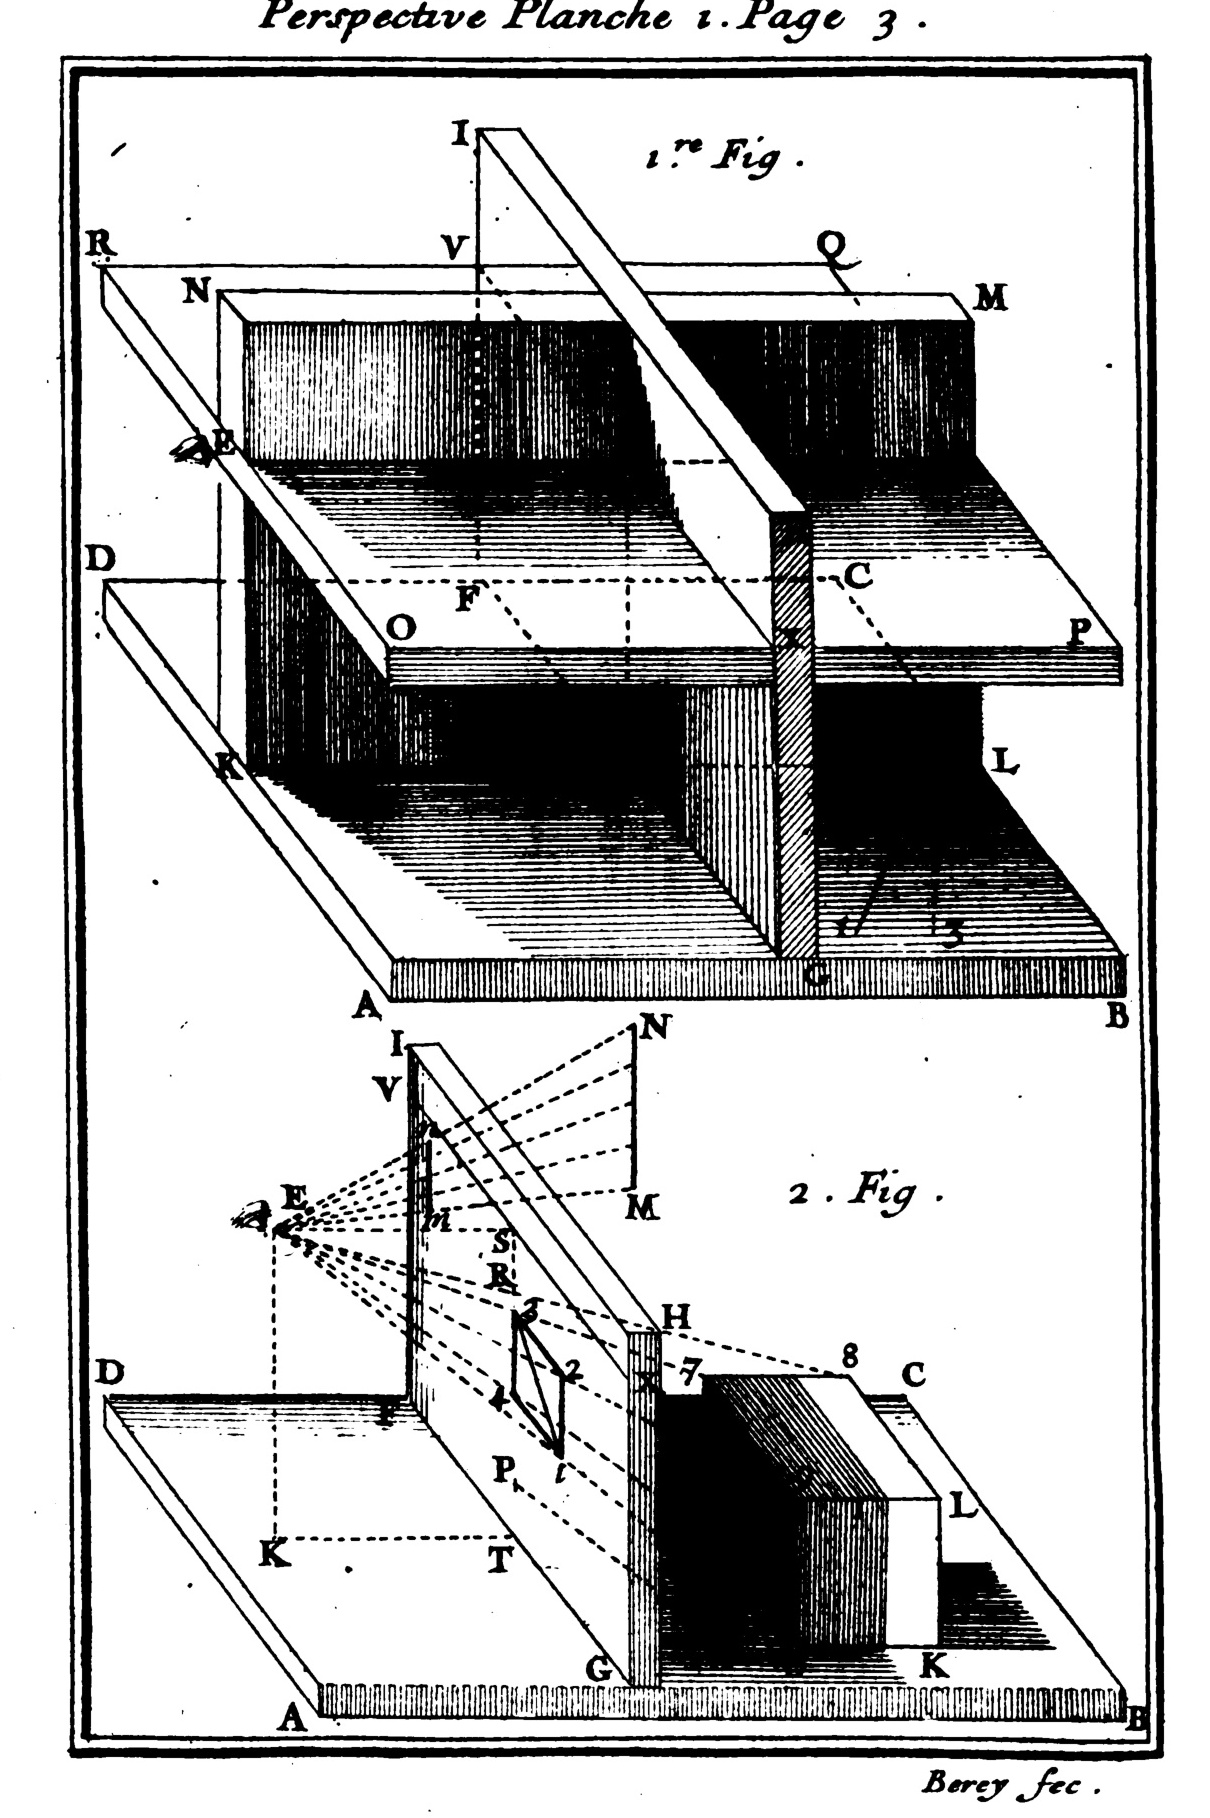 Perspective Planche 1. Page 3.
I
1.re Fig.
R
V
Q
N
M
E
D
F
C
O
X
P
K
L
1
3
G
A
B
I
N
V
n
E
2. Fig.
m
M
S
R
3
H
D
2
7
8
C
X
F
4
P
1
L
K
T
G
K
A
B
Berey fec.